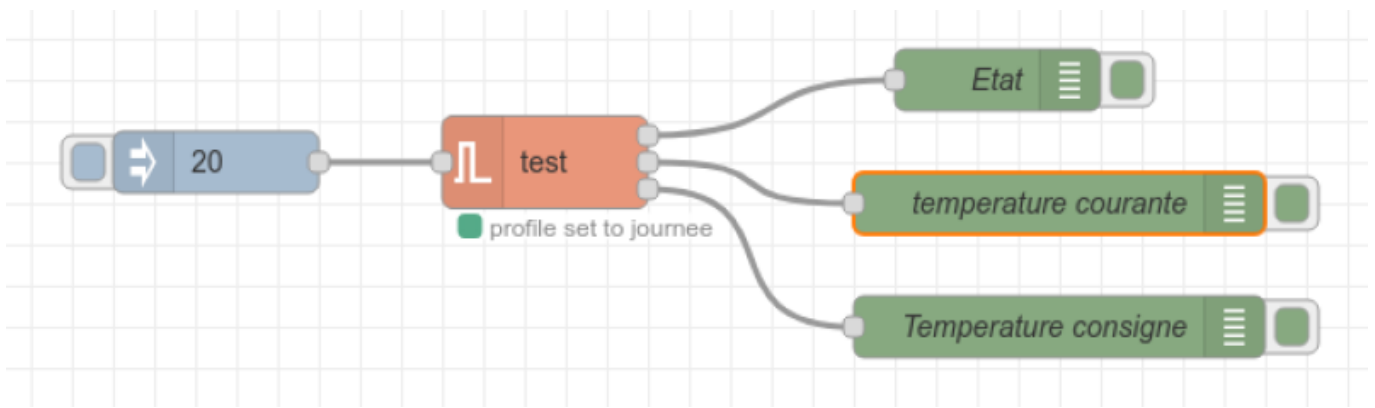 Etat
20
test
temperature courante
profile set to journee
Temperature consigne